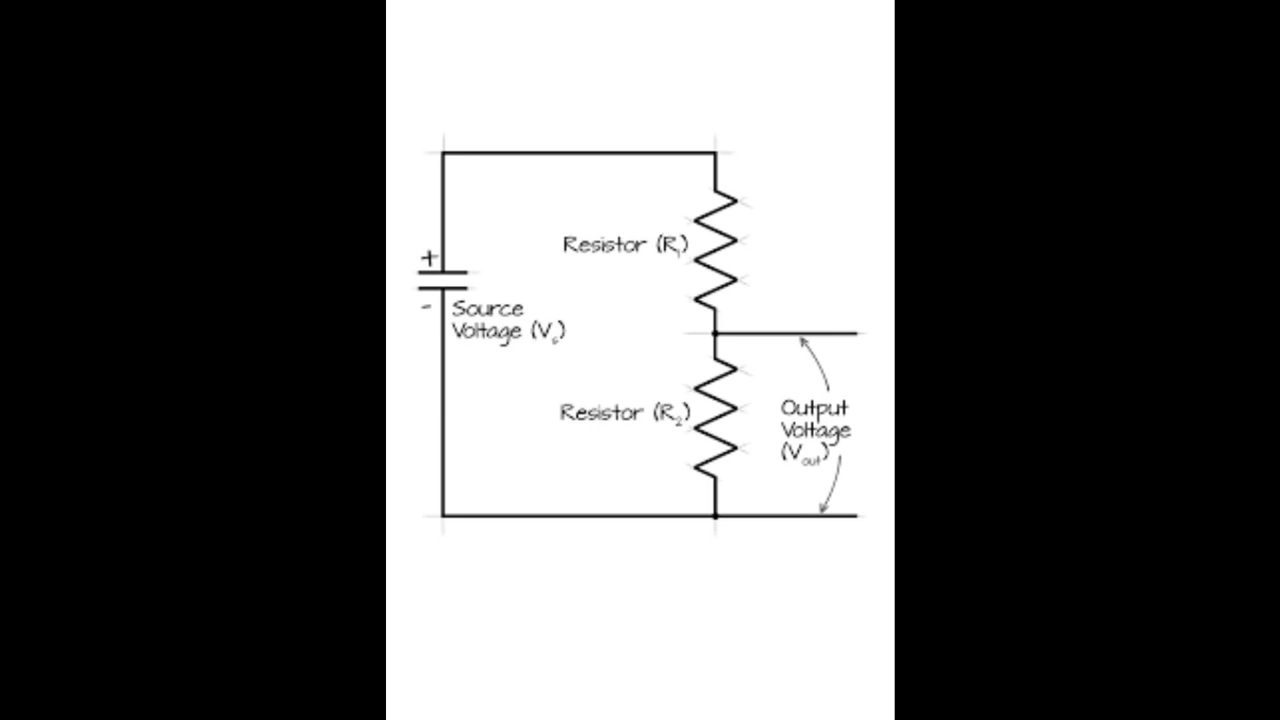 Resistor (R₁)
+
-
Source
Voltage (Vₛ)
Resistor (R₂)
Output
Voltage
(Vₒᵤₜ)